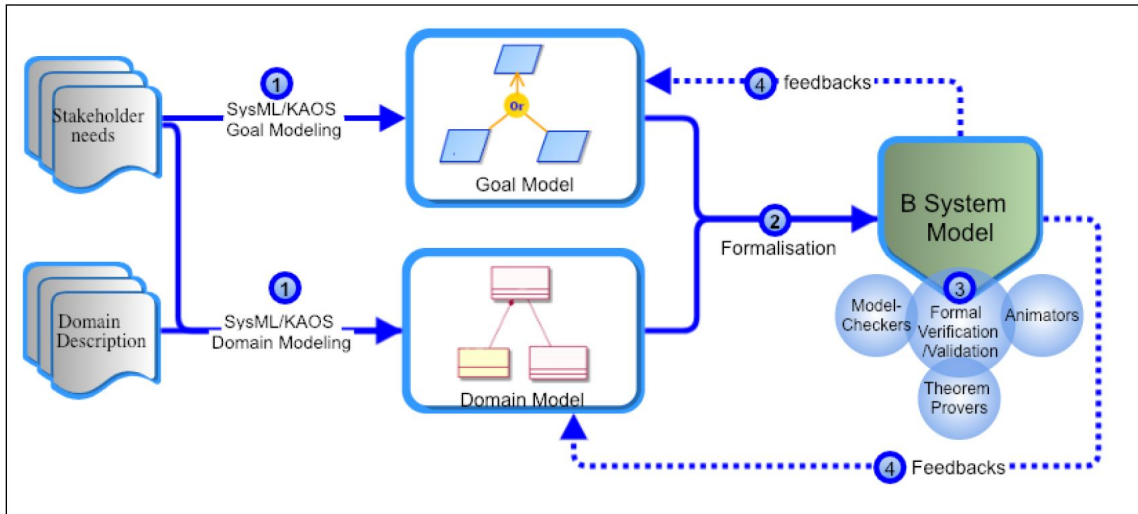 Stakeholder
needs
1
SysML/KAOS
Goal Modeling
Or
Goal Model
4
feedbacks
Domain
Description
1
SysML/KAOS
Domain Modeling
Domain Model
2
Formalisation
B System
Model
3
Model-
Checkers
Formal
Verification
/Validation
Animators
Theorem
Provers
4
Feedbacks